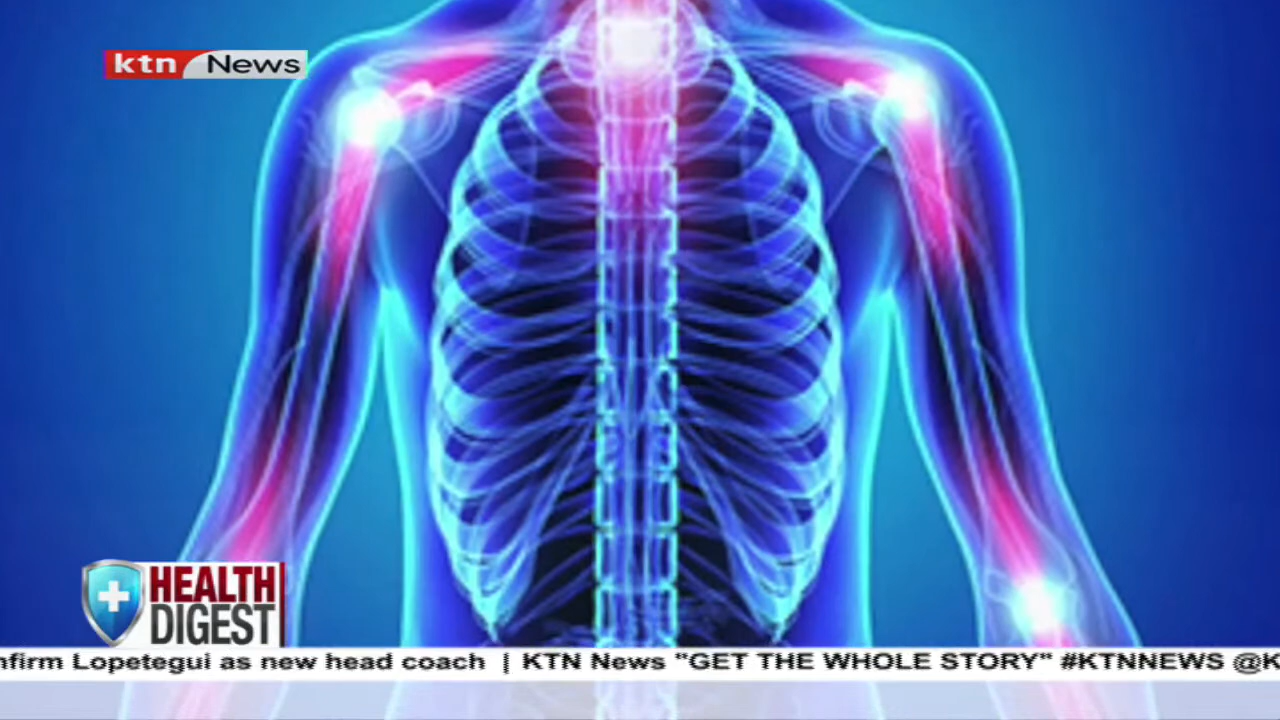 ktn News
HEALTH
DIGEST
nfirm Lopetegui as new head coach | KTN News "GET THE WHOLE STORY" #KTNNEWS @K